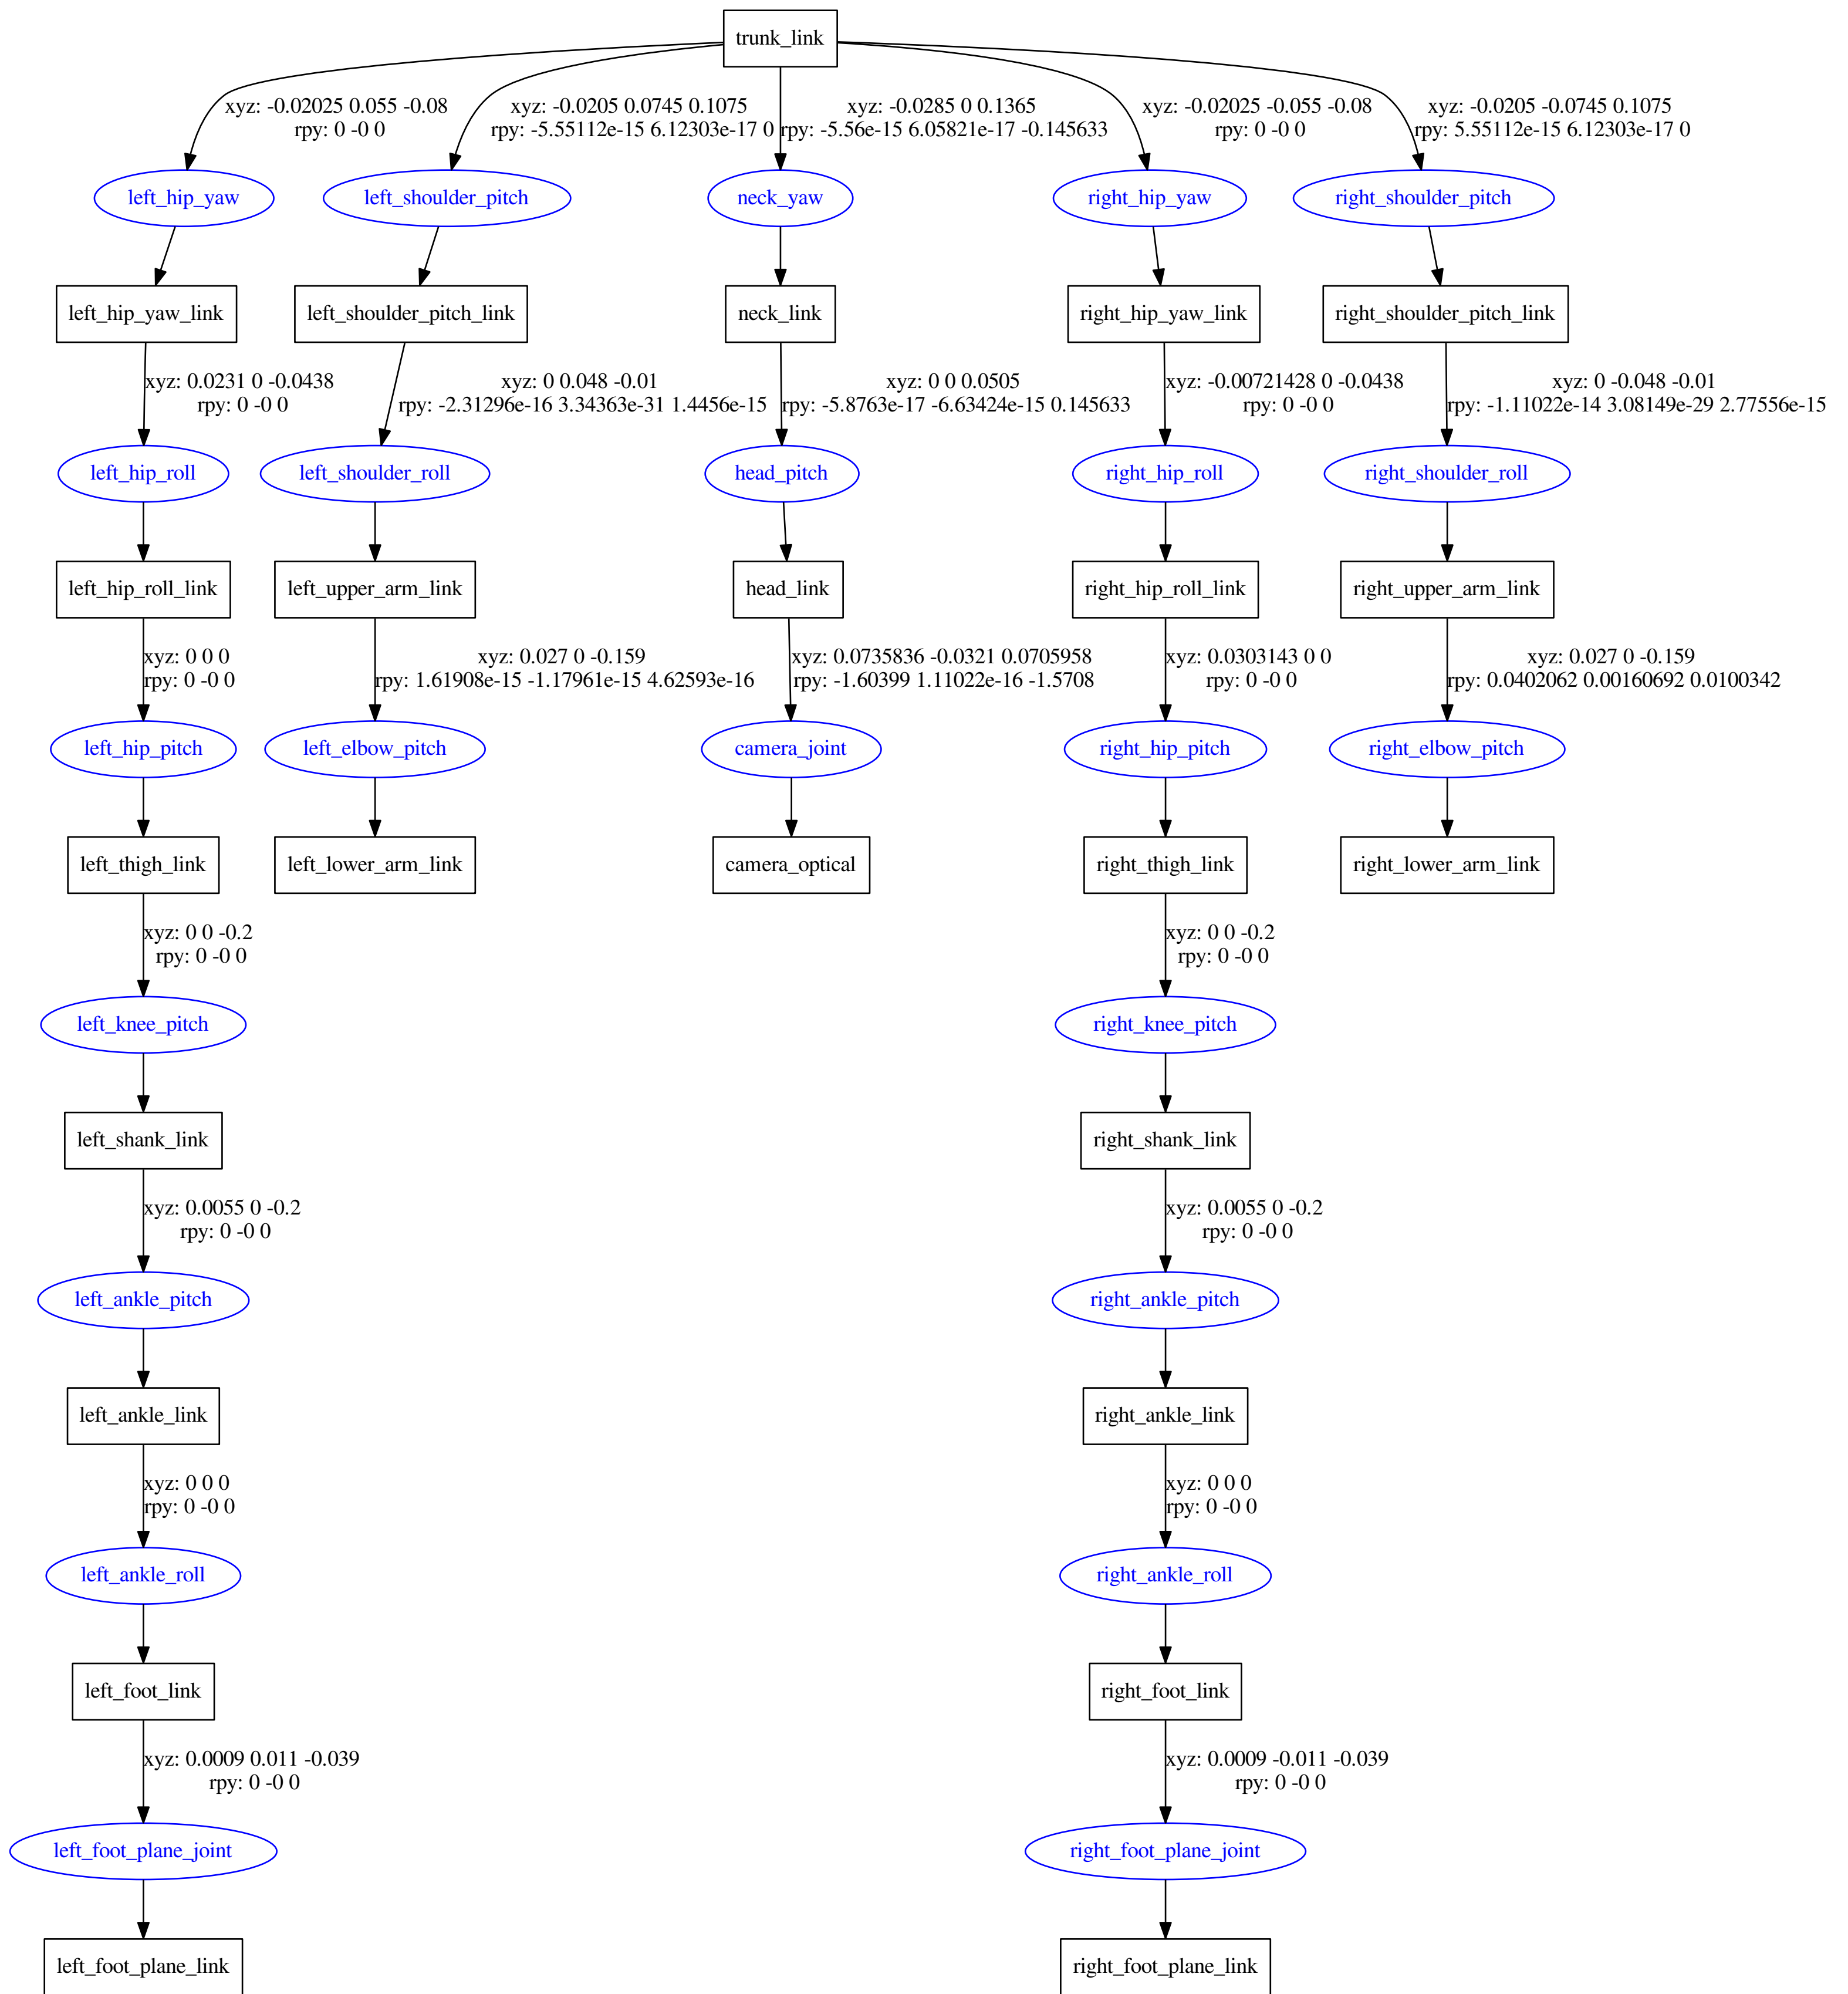 trunk_link
xyz: -0.02025 0.055 -0.08
rpy: 0 -0 0
xyz: -0.0205 0.0745 0.1075
rpy: -5.55112e-15 6.12303e-17 0
xyz: -0.0285 0 0.1365
rpy: -5.56e-15 6.05821e-17 -0.145633
xyz: -0.02025 -0.055 -0.08
rpy: 0 -0 0
xyz: -0.0205 -0.0745 0.1075
rpy: 5.55112e-15 6.12303e-17 0
left_hip_yaw
left_shoulder_pitch
neck_yaw
right_hip_yaw
right_shoulder_pitch
left_hip_yaw_link
left_shoulder_pitch_link
neck_link
right_hip_yaw_link
right_shoulder_pitch_link
xyz: 0.0231 0 -0.0438
rpy: 0 -0 0
xyz: 0 0.048 -0.01
rpy: -2.31296e-16 3.34363e-31 1.4456e-15
xyz: 0 0 0.0505
rpy: -5.8763e-17 -6.63424e-15 0.145633
xyz: -0.00721428 0 -0.0438
rpy: 0 -0 0
xyz: 0 -0.048 -0.01
rpy: -1.11022e-14 3.08149e-29 2.77556e-15
left_hip_roll
left_shoulder_roll
head_pitch
right_hip_roll
right_shoulder_roll
left_hip_roll_link
left_upper_arm_link
head_link
right_hip_roll_link
right_upper_arm_link
xyz: 0 0 0
rpy: 0 -0 0
xyz: 0.027 0 -0.159
rpy: 1.61908e-15 -1.17961e-15 4.62593e-16
xyz: 0.0735836 -0.0321 0.0705958
rpy: -1.60399 1.11022e-16 -1.5708
xyz: 0.0303143 0 0
rpy: 0 -0 0
xyz: 0.027 0 -0.159
rpy: 0.0402062 0.00160692 0.0100342
left_hip_pitch
left_elbow_pitch
camera_joint
right_hip_pitch
right_elbow_pitch
left_thigh_link
left_lower_arm_link
camera_optical
right_thigh_link
right_lower_arm_link
xyz: 0 0 -0.2
rpy: 0 -0 0
xyz: 0 0 -0.2
rpy: 0 -0 0
left_knee_pitch
right_knee_pitch
left_shank_link
right_shank_link
xyz: 0.0055 0 -0.2
rpy: 0 -0 0
xyz: 0.0055 0 -0.2
rpy: 0 -0 0
left_ankle_pitch
right_ankle_pitch
left_ankle_link
right_ankle_link
xyz: 0 0 0
rpy: 0 -0 0
xyz: 0 0 0
rpy: 0 -0 0
left_ankle_roll
right_ankle_roll
left_foot_link
right_foot_link
xyz: 0.0009 0.011 -0.039
rpy: 0 -0 0
xyz: 0.0009 -0.011 -0.039
rpy: 0 -0 0
left_foot_plane_joint
right_foot_plane_joint
left_foot_plane_link
right_foot_plane_link